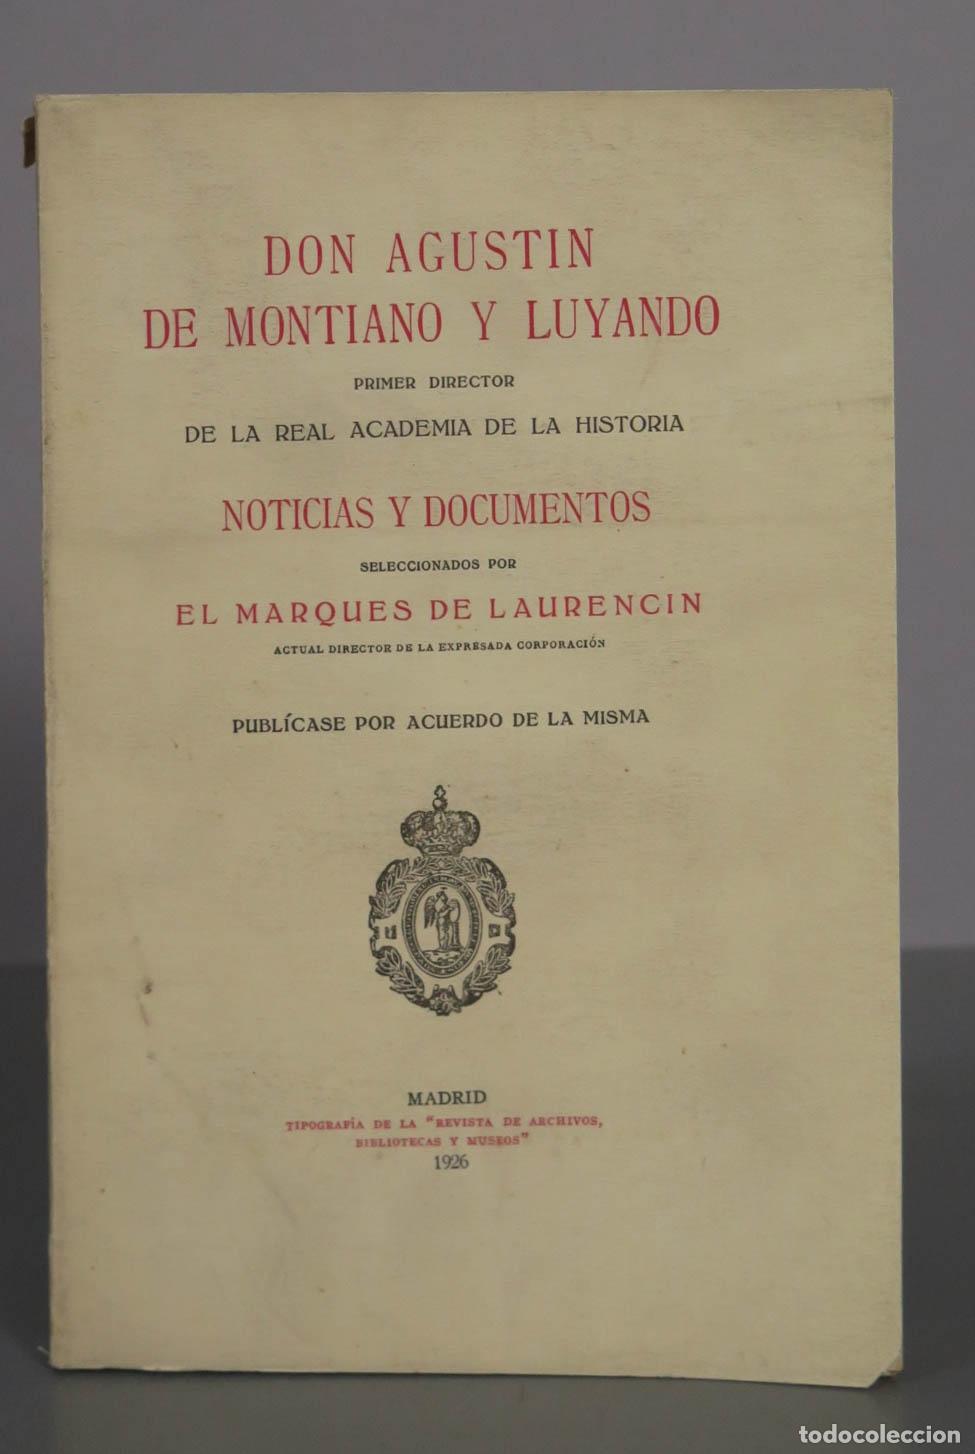 DON AGUSTIN
DE MONTIANO Y LUYANDO
PRIMER DIRECTOR
DE LA REAL ACADEMIA DE LA HISTORIA
NOTICIAS Y DOCUMENTOS
SELECCIONADOS POR
EL MARQUES DE LAURENCIN
ACTUAL DIRECTOR DE LA EXPRESADA CORPORACIÓN
PUBLÍCASE POR ACUERDO DE LA MISMA
MADRID
TIPOGRAFÍA DE LA "REVISTA DE ARCHIVOS,
BIBLIOTECAS Y MUSEOS"
1926
todocoleccion